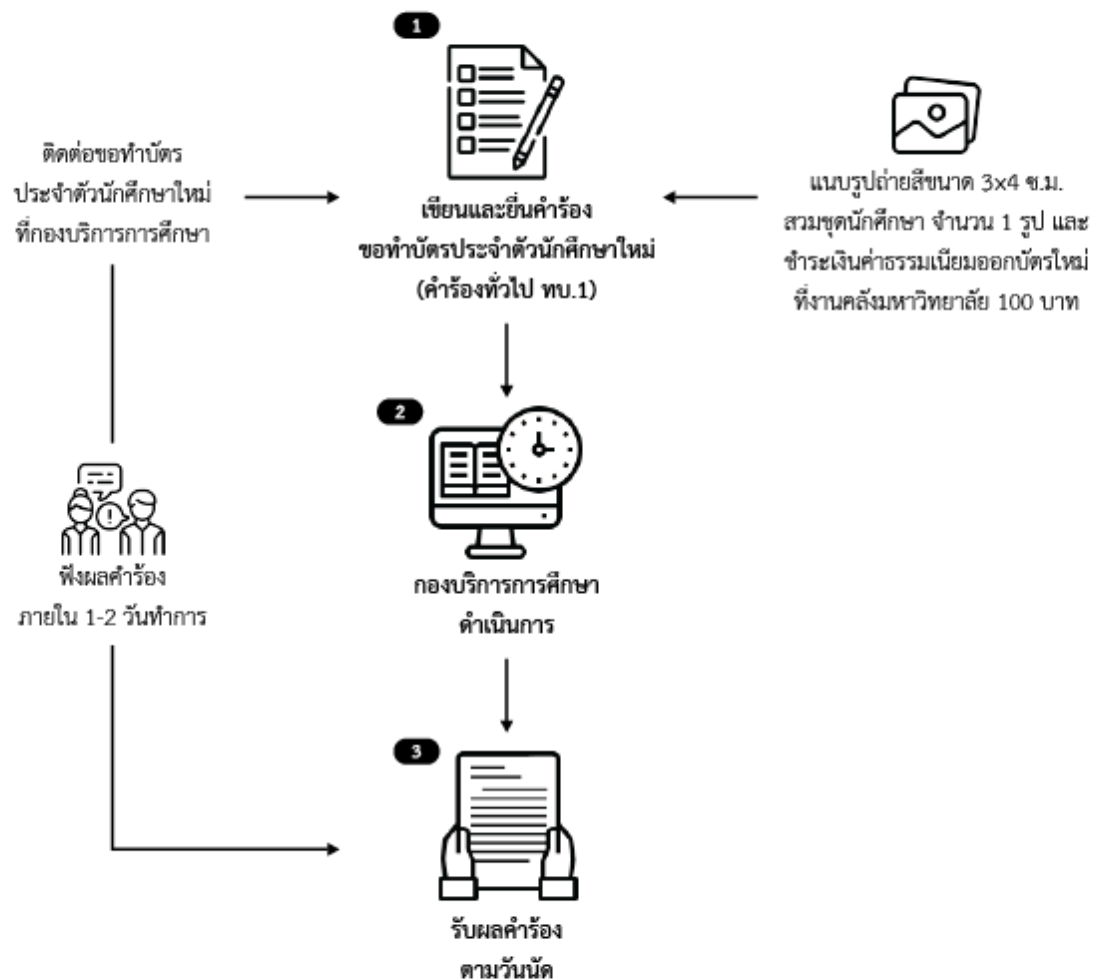 1
ติดต่อขอทำบัตร
ประจำตัวนักศึกษาใหม่
ที่กองบริการการศึกษา
เขียนและยื่นคำร้อง
ขอทำบัตรประจำตัวนักศึกษาใหม่
(คำร้องทั่วไป ทบ.1)
แนบรูปถ่ายสีขนาด 3x4 ซ.ม.
สวมชุดนักศึกษา จำนวน 1 รูป และ
ชำระเงินค่าธรรมเนียมออกบัตรใหม่
ที่งานคลังมหาวิทยาลัย 100 บาท
2
กองบริการการศึกษา
ดำเนินการ
ฟังผลคำร้อง
ภายใน 1-2 วันทำการ
3
รับผลคำร้อง
ตามวันนัด